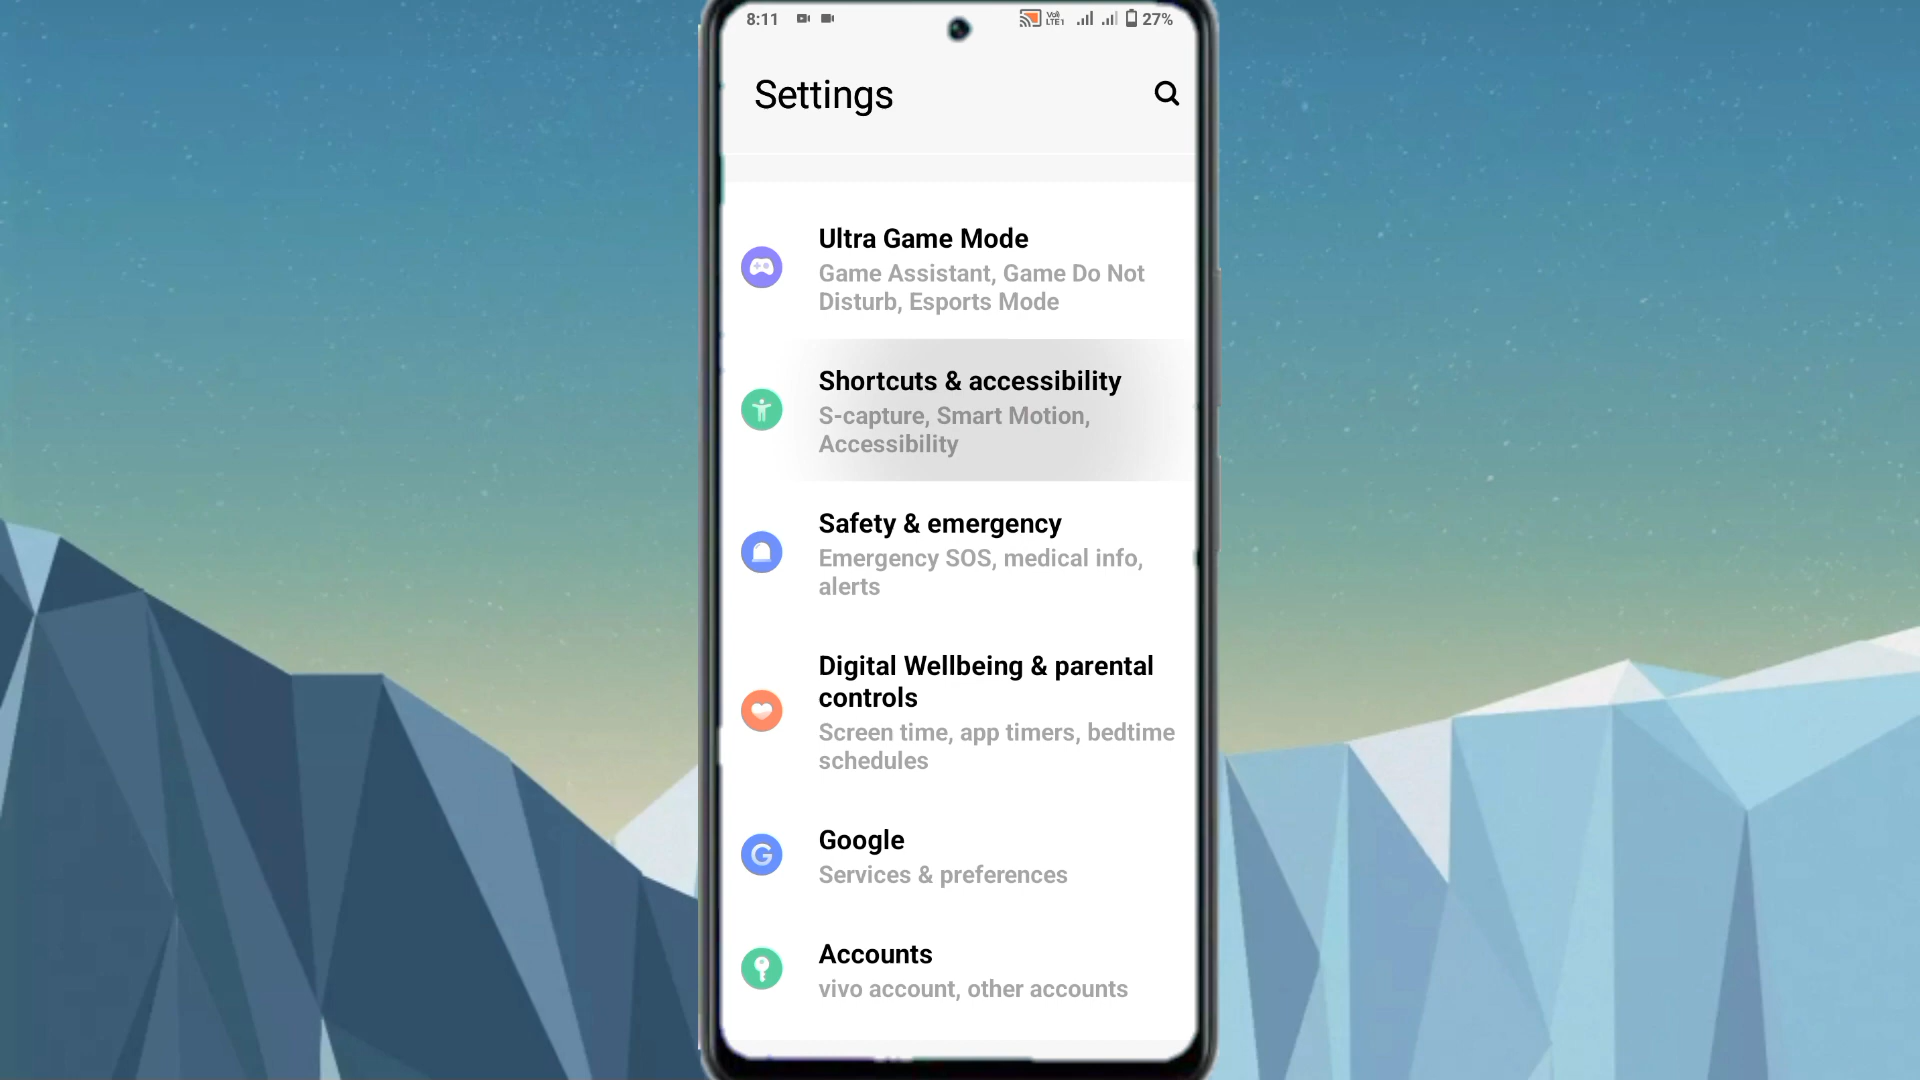 8:11
VoR LTE1 27%
Settings
Ultra Game Mode
Game Assistant, Game Do Not
Disturb, Esports Mode
Shortcuts & accessibility
S-capture, Smart Motion,
Accessibility
Safety & emergency
Emergency SOS, medical info,
alerts
Digital Wellbeing & parental
controls
Screen time, app timers, bedtime
schedules
G
Google
Services & preferences
Accounts
vivo account, other accounts